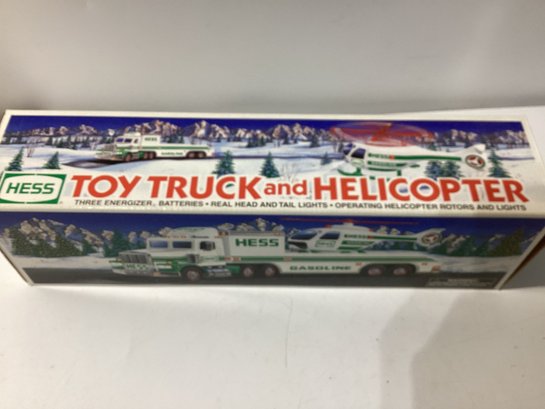 HESS
TOY TRUCK and HELICOPTER
THREE ENERGIZER® BATTERIES • REAL HEAD AND TAIL LIGHTS • OPERATING HELICOPTER ROTORS AND LIGHTS
HESS
HESS
GASOLINE